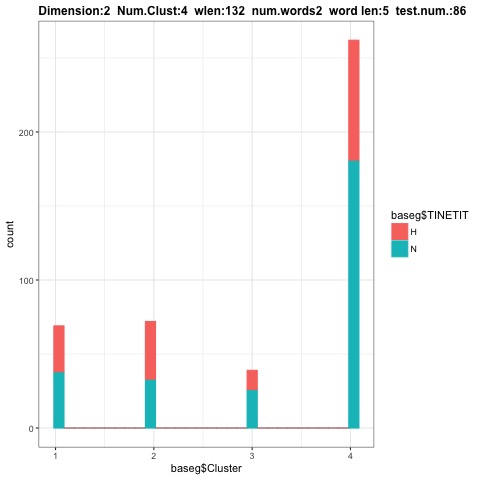 Dimension:2  Num.Clust:4  wlen:132  num.words2  word len:5  test.num.:86
200
100
0
count
1 2 3 4
baseg$Cluster
baseg$TINETIT
H
N